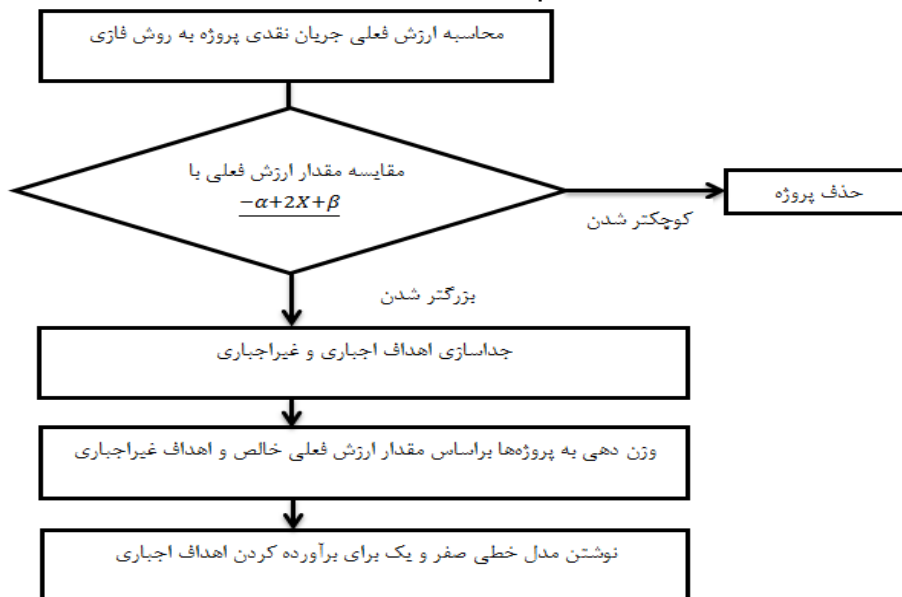 محاسبه ارزش فعلی جریان نقدی پروژه به روش فازی
مقایسه مقدار ارزش فعلی با
−α+2X+β
حذف پروژه
کوچکتر شدن
بزرگتر شدن
جداسازی اهداف اجباری و غیراجباری
وزن دهی به پروژه‌ها براساس مقدار ارزش فعلی خالص و اهداف غیراجباری
نوشتن مدل خطی صفر و یک برای برآورده کردن اهداف اجباری